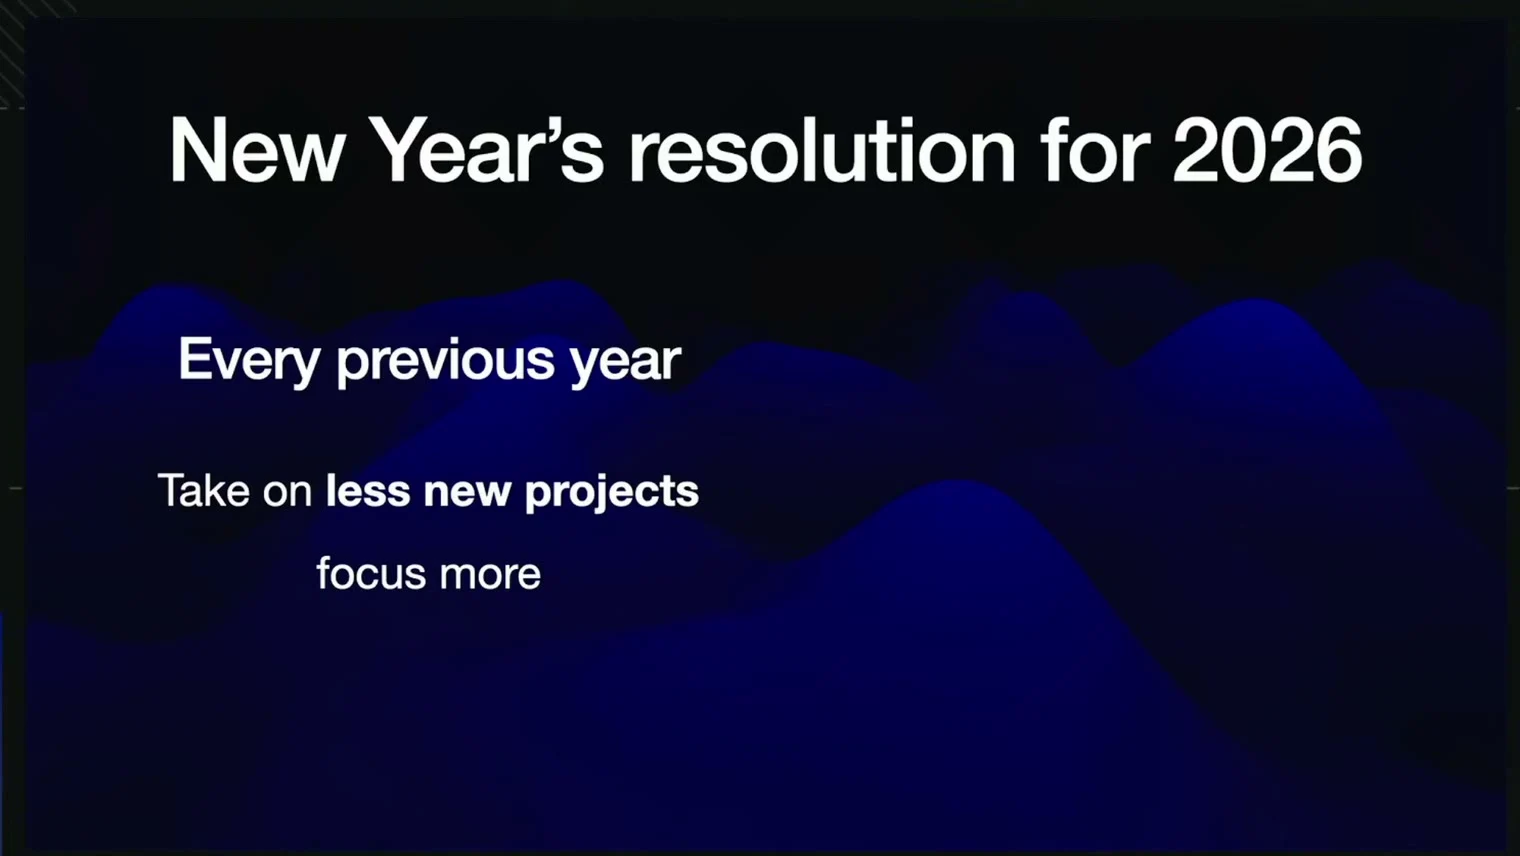 New Year’s resolution for 2026
Every previous year
Take on less new projects
focus more